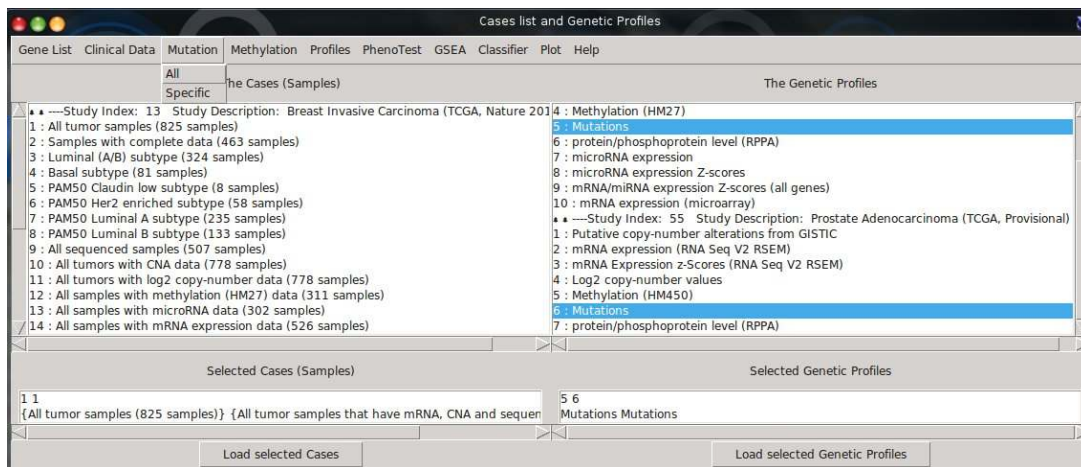 Cases list and Genetic Profiles
Gene List Clinical Data Mutation Methylation Profiles PhenoTest GSEA Classifier Plot Help
All
Specific
he Cases (Samples)
----Study Index: 13 Study Description: Breast Invasive Carcinoma (TCGA, Nature 201
1 : All tumor samples (825 samples)
2 : Samples with complete data (463 samples)
3 : Luminal (A/B) subtype (324 samples)
4 : Basal subtype (81 samples)
5 : PAM50 Claudin low subtype (8 samples)
6 : PAM50 Her2 enriched subtype (58 samples)
7 : PAM50 Luminal A subtype (235 samples)
8 : PAM50 Luminal B subtype (133 samples)
9 : All sequenced samples (507 samples)
10 : All tumors with CNA data (778 samples)
11 : All tumors with log2 copy-number data (778 samples)
12 : All samples with methylation (HM27) data (311 samples)
13 : All samples with microRNA data (302 samples)
14 : All samples with mRNA expression data (526 samples)
The Genetic Profiles
4 : Methylation (HM27)
5 : Mutations
6 : protein/phosphoprotein level (RPPA)
7 : microRNA expression
8 : microRNA expression Z-scores
9 : mRNA/miRNA expression Z-scores (all genes)
10 : mRNA expression (microarray)
----Study Index: 55 Study Description: Prostate Adenocarcinoma (TCGA, Provisional)
1 : Putative copy-number alterations from GISTIC
2 : mRNA expression (RNA Seq V2 RSEM)
3 : mRNA Expression z-Scores (RNA Seq V2 RSEM)
4 : Log2 copy-number values
5 : Methylation (HM450)
6 : Mutations
7 : protein/phosphoprotein level (RPPA)
Selected Cases (Samples)
1 1
{All tumor samples (825 samples)} {All tumor samples that have mRNA, CNA and sequen
Load selected Cases
Selected Genetic Profiles
5 6
Mutations Mutations
Load selected Genetic Profiles